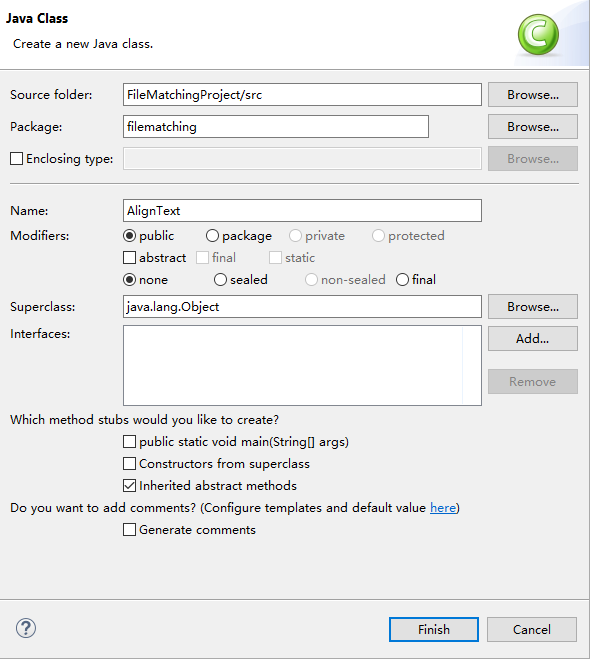 Java Class
Create a new Java class.
C
Source folder: FileMatchingProject/src Browse...
Package: filematching Browse...
Enclosing type: Browse...
Name: AlignText
Modifiers: public package private protected
abstract final static
none sealed non-sealed final
Superclass: java.lang.Object Browse...
Interfaces: Add...
Remove
Which method stubs would you like to create?
public static void main(String[] args)
Constructors from superclass
Inherited abstract methods
Do you want to add comments? (Configure templates and default value here)
Generate comments
? Finish Cancel